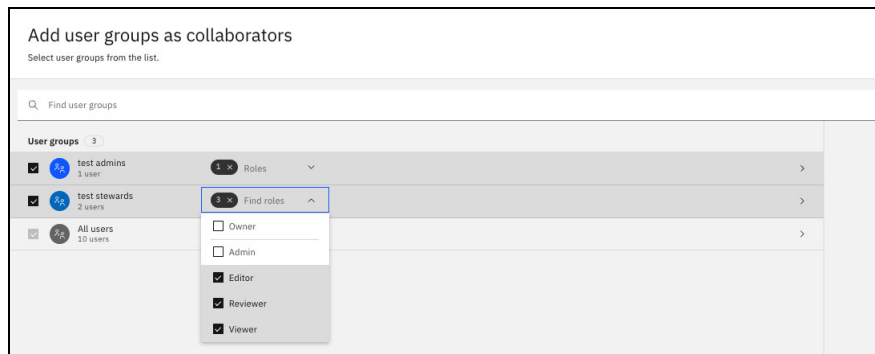 Add user groups as collaborators
Select user groups from the list.
Find user groups
User groups 3
test admins
1 user
1 × Roles
test stewards
2 users
3 × Find roles
All users
10 users
Owner
Admin
Editor
Reviewer
Viewer